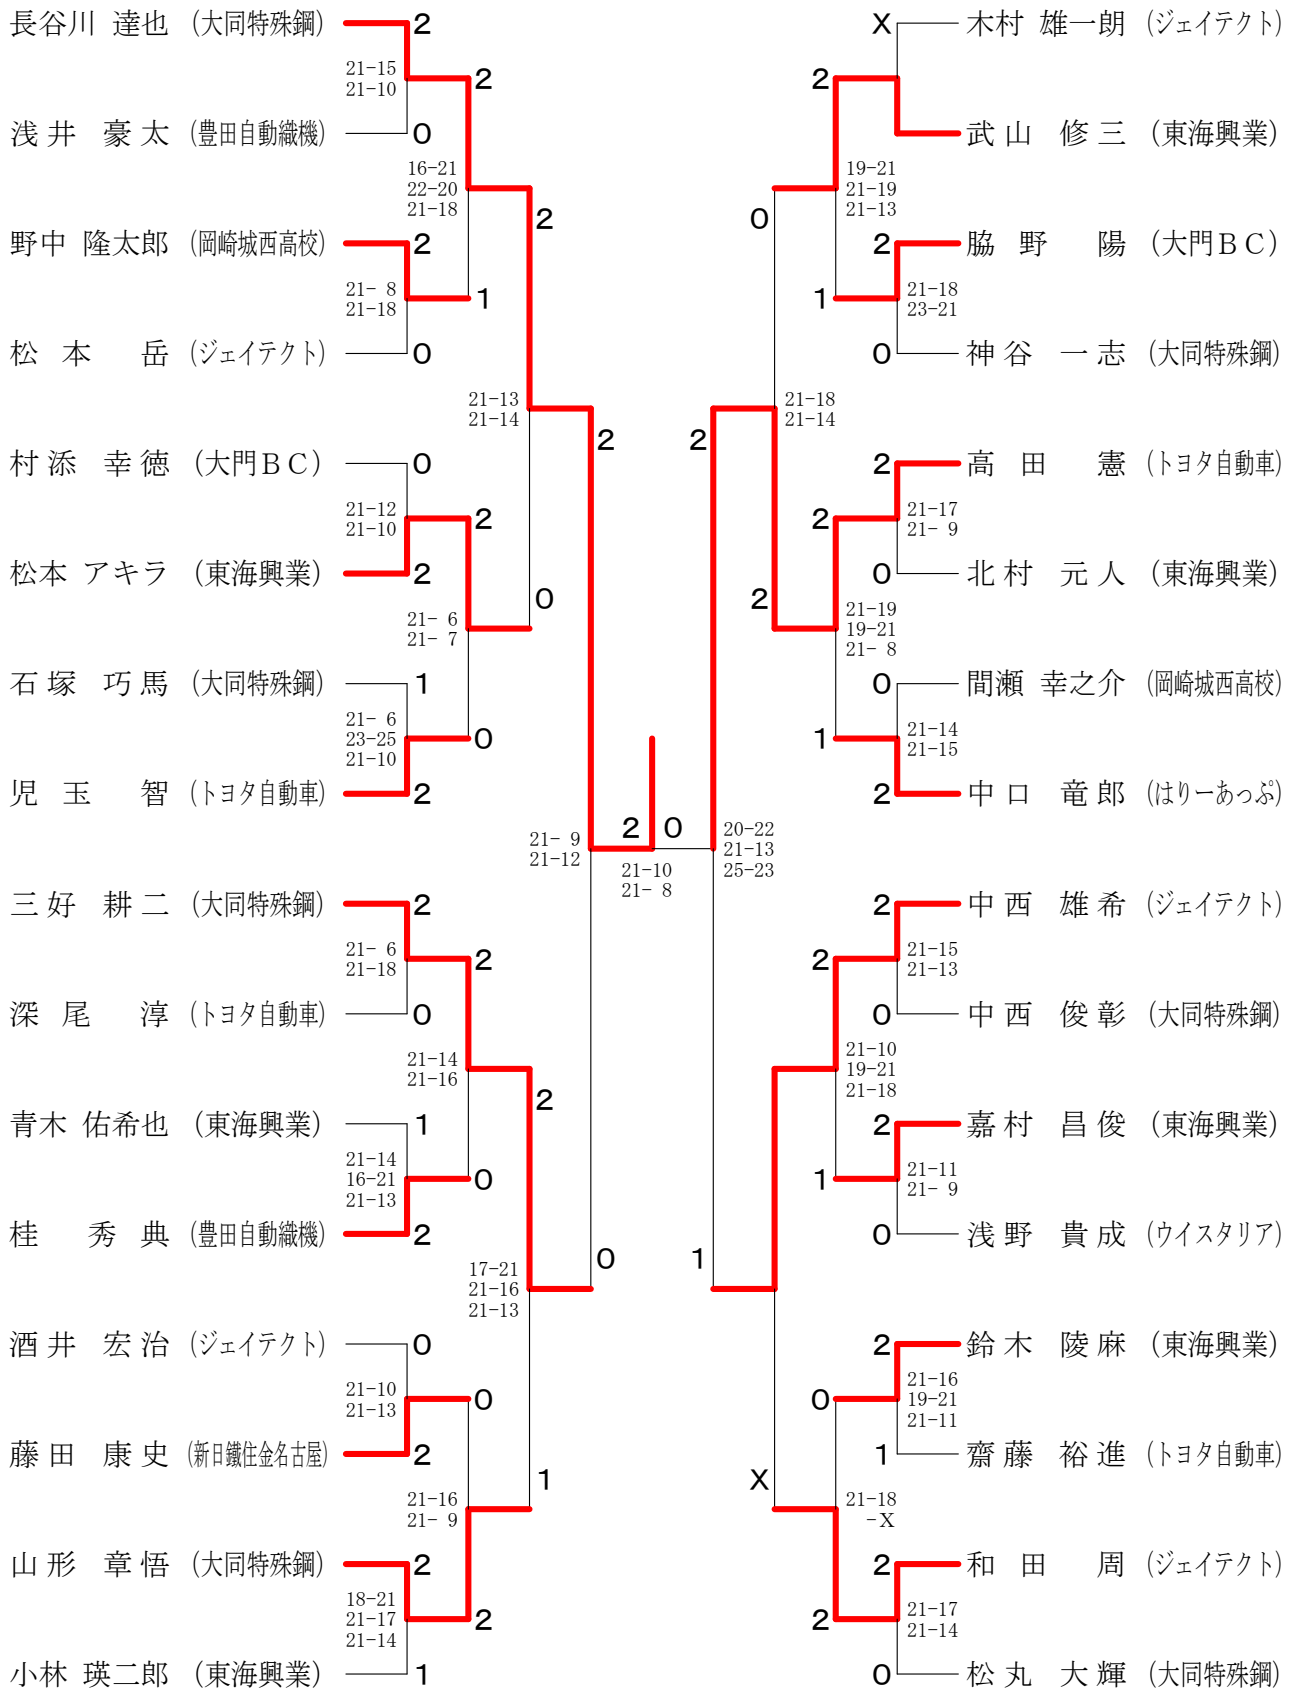 長谷川 達也 (大同特殊鋼) 2
21-15
21-10
2
浅井 豪太 (豊田自動織機) 0
16-21
22-20
21-18
2
野中 隆太郎 (岡崎城西高校) 2
21- 8
21-18
1
松本 岳 (ジェイテクト) 0
21-13
21-14
2
村添 幸徳 (大門BC) 0
21-12
21-10
2
松本 アキラ (東海興業) 2
21- 6
21- 7
0
石塚 巧馬 (大同特殊鋼) 1
21- 6
23-25
21-10
0
児玉 智 (トヨタ自動車) 2
21- 9
21-12
三好 耕二 (大同特殊鋼) 2
21- 6
21-18
2
深尾 淳 (トヨタ自動車) 0
21-14
21-16
2
青木 佑希也 (東海興業) 1
21-14
16-21
21-13
0
桂 秀典 (豊田自動織機) 2
17-21
21-16
21-13
0
酒井 宏治 (ジェイテクト) 0
21-10
21-13
0
藤田 康史 (新日鐵住金名古屋) 2
21-16
21- 9
1
山形 章悟 (大同特殊鋼) 2
18-21
21-17
21-14
2
小林 瑛二郎 (東海興業) 1
2 0
21-10
21- 8
X 木村 雄一朗 (ジェイテクト)
2
武山 修三 (東海興業)
19-21
21-19
21-13
0
2 脇野 陽 (大門BC)
21-18
23-21
1
0 神谷 一志 (大同特殊鋼)
21-18
21-14
2
2 高田 憲 (トヨタ自動車)
21-17
21- 9
2
0 北村 元人 (東海興業)
21-19
19-21
21- 8
2
0 間瀬 幸之介 (岡崎城西高校)
21-14
21-15
1
2 中口 竜郎 (はりーあっぷ)
20-22
21-13
25-23
2 中西 雄希 (ジェイテクト)
21-15
21-13
2
0 中西 俊彰 (大同特殊鋼)
21-10
19-21
21-18
2 嘉村 昌俊 (東海興業)
21-11
21- 9
1
0 浅野 貴成 (ウイスタリア)
1
2 鈴木 陵麻 (東海興業)
21-16
19-21
21-11
0
1 齋藤 裕進 (トヨタ自動車)
21-18
-X
X
2 和田 周 (ジェイテクト)
21-17
21-14
2
0 松丸 大輝 (大同特殊鋼)